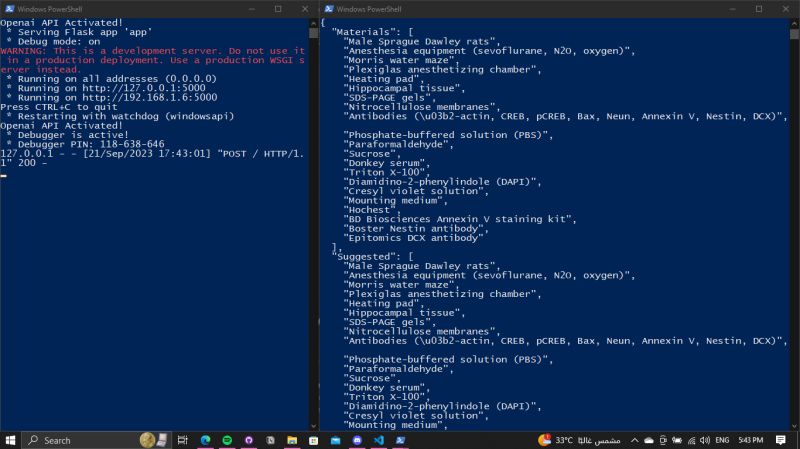 Windows PowerShell
Openai API Activated!
 * Serving Flask app 'app'
 * Debug mode: on
WARNING: This is a development server. Do not use it
 in a production deployment. Use a production WSGI s
erver instead.
 * Running on all addresses (0.0.0.0)
 * Running on http://127.0.0.1:5000
 * Running on http://192.168.1.6:5000
Press CTRL+C to quit
 * Restarting with watchdog (windowsapi)
Openai API Activated!
 * Debugger is active!
 * Debugger PIN: 118-638-646
127.0.0.1 - - [21/Sep/2023 17:43:01] "POST / HTTP/1.
1" 200 -
Windows PowerShell
{
  "Materials": [
    "Male Sprague Dawley rats",
    "Anesthesia equipment (sevoflurane, N2O, oxygen)",
    "Morris water maze",
    "Plexiglas anesthetizing chamber",
    "Heating pad",
    "Hippocampal tissue",
    "SDS-PAGE gels",
    "Nitrocellulose membranes",
    "Antibodies (\u03b2-actin, CREB, pCREB, Bax, Neun, Annexin V, Nestin, DCX)",
    "Phosphate-buffered solution (PBS)",
    "Paraformaldehyde",
    "Sucrose",
    "Donkey serum",
    "Triton X-100",
    "Diamidino-2-phenylindole (DAPI)",
    "Cresyl violet solution",
    "Mounting medium",
    "Hochest",
    "BD Biosciences Annexin V staining kit",
    "Boster Nestin antibody",
    "Epitomics DCX antibody"
  ],
  "Suggested": [
    "Male Sprague Dawley rats",
    "Anesthesia equipment (sevoflurane, N2O, oxygen)",
    "Morris water maze",
    "Plexiglas anesthetizing chamber",
    "Heating pad",
    "Hippocampal tissue",
    "SDS-PAGE gels",
    "Nitrocellulose membranes",
    "Antibodies (\u03b2-actin, CREB, pCREB, Bax, Neun, Annexin V, Nestin, DCX)",
    "Phosphate-buffered solution (PBS)",
    "Paraformaldehyde",
    "Sucrose",
    "Donkey serum",
    "Triton X-100",
    "Diamidino-2-phenylindole (DAPI)",
    "Cresyl violet solution",
    "Mounting medium",
Search
33°C مشمس غالبًا
ENG
5:43 PM